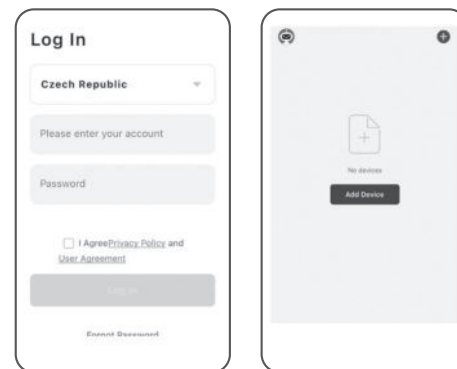 Log In
Czech Republic
Please enter your account
Password
I AgreePrivacy Policy and
User Agreement
Log In
Forgot Password
No devices
Add Device